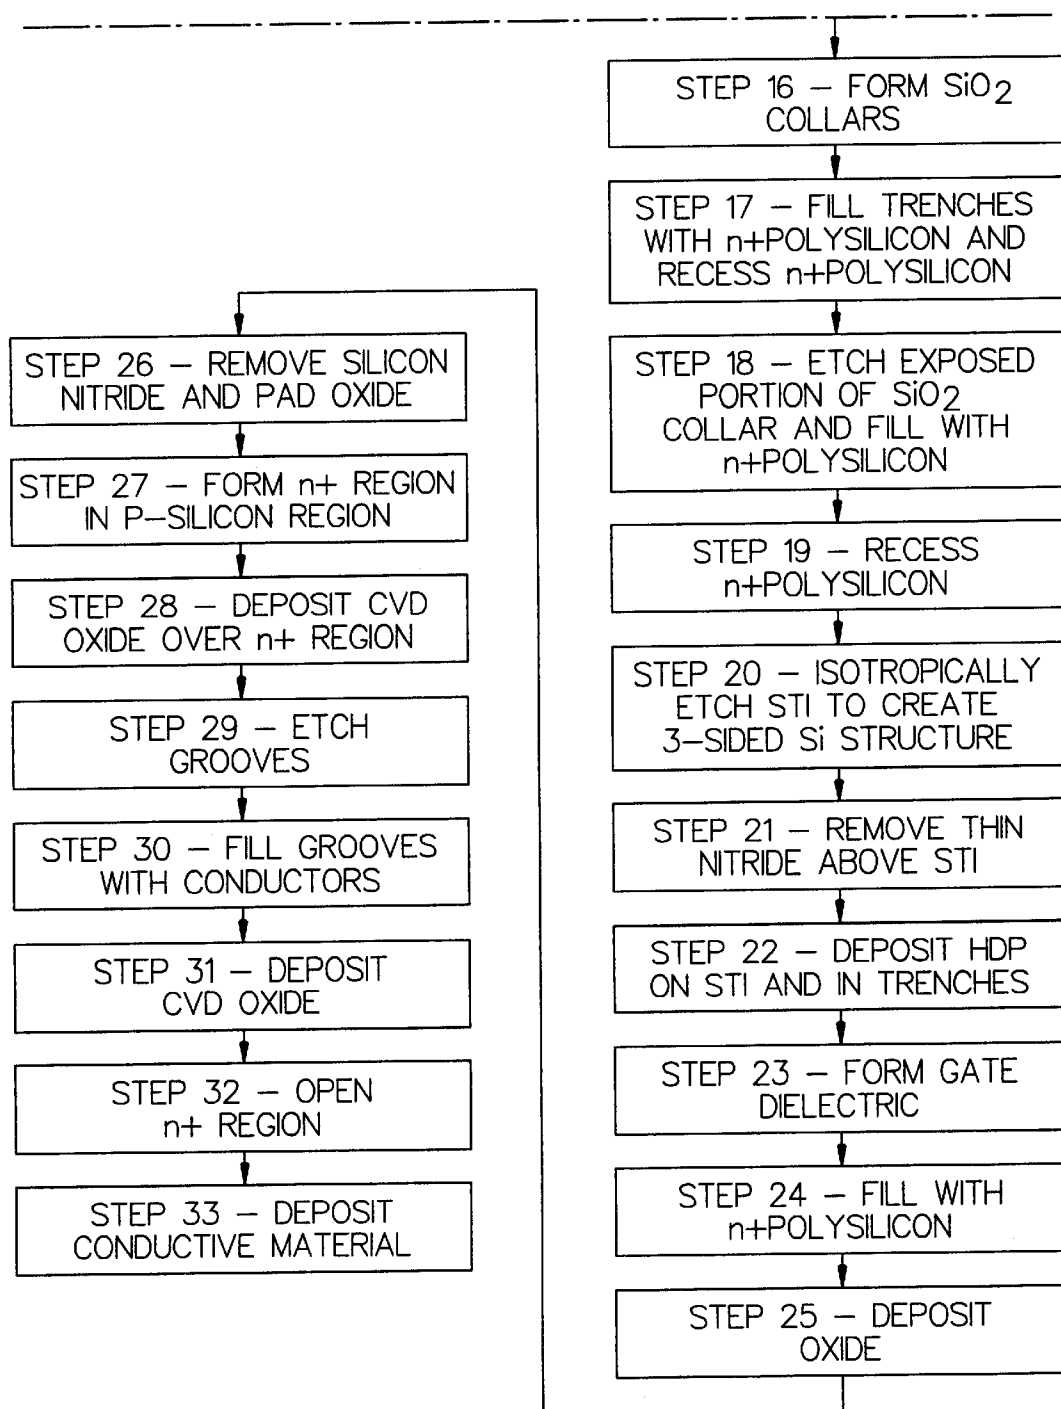 STEP 16 – FORM SiO2
COLLARS
STEP 17 – FILL TRENCHES
WITH n+POLYSILICON AND
RECESS n+POLYSILICON
STEP 18 – ETCH EXPOSED
PORTION OF SiO2
COLLAR AND FILL WITH
n+POLYSILICON
STEP 19 – RECESS
n+POLYSILICON
STEP 20 – ISOTROPICALLY
ETCH STI TO CREATE
3–SIDED Si STRUCTURE
STEP 21 – REMOVE THIN
NITRIDE ABOVE STI
STEP 22 – DEPOSIT HDP
ON STI AND IN TRENCHES
STEP 23 – FORM GATE
DIELECTRIC
STEP 24 – FILL WITH
n+POLYSILICON
STEP 25 – DEPOSIT
OXIDE
STEP 26 – REMOVE SILICON
NITRIDE AND PAD OXIDE
STEP 27 – FORM n+ REGION
IN P–SILICON REGION
STEP 28 – DEPOSIT CVD
OXIDE OVER n+ REGION
STEP 29 – ETCH
GROOVES
STEP 30 – FILL GROOVES
WITH CONDUCTORS
STEP 31 – DEPOSIT
CVD OXIDE
STEP 32 – OPEN
n+ REGION
STEP 33 – DEPOSIT
CONDUCTIVE MATERIAL